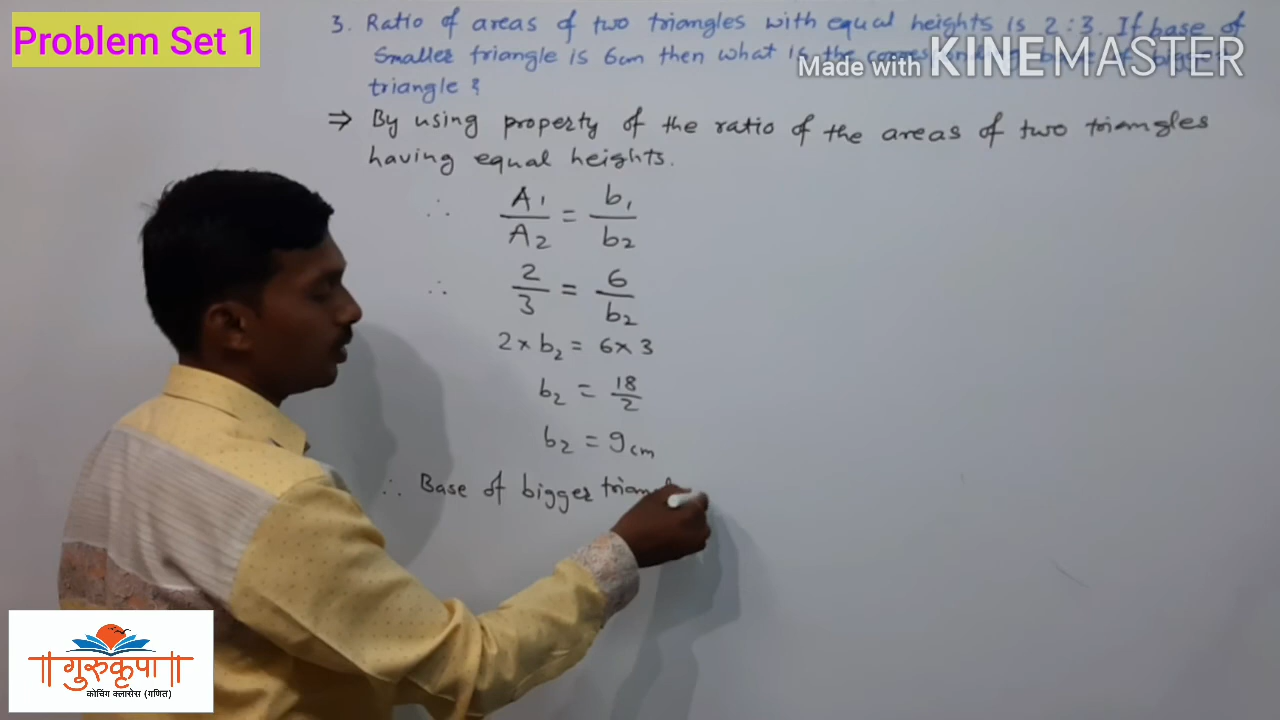 Problem Set 1
3. Ratio of areas of two triangles with equal heights is 2:3. If base of
Smaller triangle is 6cm then what is the
triangle?
Made with KINEMASTER
⇒ By using property of the ratio of the areas of two triangles
having equal heights.
∴ A1/A2 = b1/b2
∴ 2/3 = 6/b2
2 × b2 = 6 × 3
b2 = 18/2
b2 = 9cm
∴ Base of bigger
॥ गुरुकृपा ॥
कोचिंग क्लासेस (गणित)